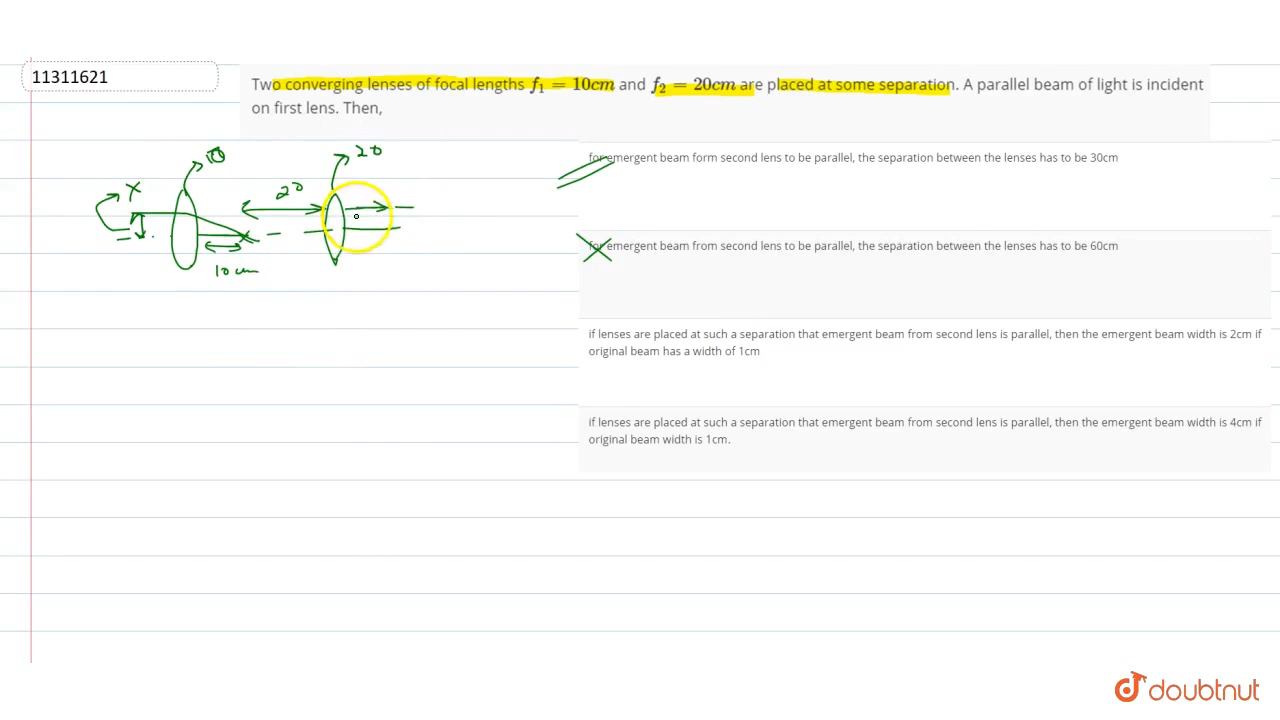 11311621
Two converging lenses of focal lengths f₁ = 10cm and f₂ = 20cm are placed at some separation. A parallel beam of light is incident
on first lens. Then,
for emergent beam form second lens to be parallel, the separation between the lenses has to be 30cm
for emergent beam from second lens to be parallel, the separation between the lenses has to be 60cm
if lenses are placed at such a separation that emergent beam from second lens is parallel, then the emergent beam width is 2cm if
original beam has a width of 1cm
if lenses are placed at such a separation that emergent beam from second lens is parallel, then the emergent beam width is 4cm if
original beam width is 1cm.
10
20
x
20
10 cm
doubtnut